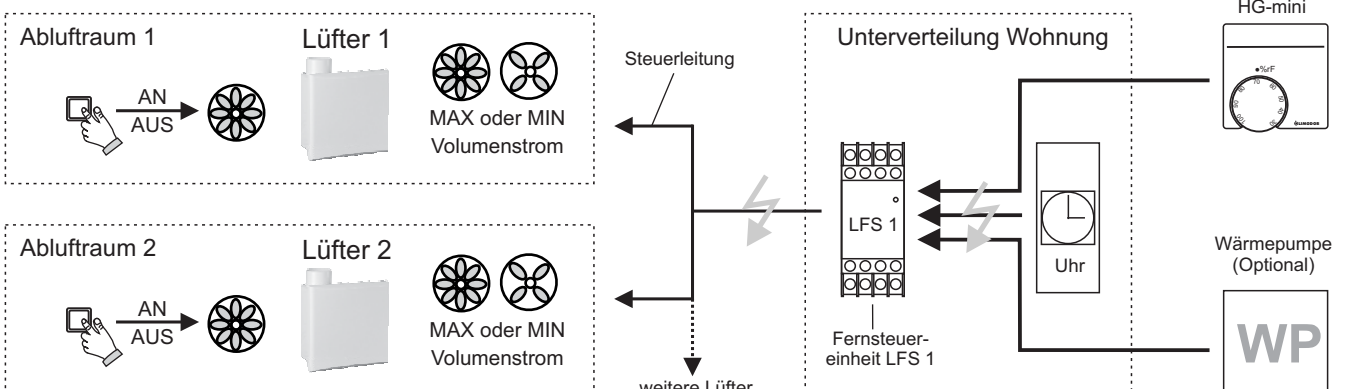 HG-mini
Abluftraum 1
Lüfter 1
AN
AUS
MAX oder MIN
Volumenstrom
Steuerleitung
Unterverteilung Wohnung
%rF
LFS 1
Uhr
Fernsteuer-
einheit LFS 1
Abluftraum 2
Lüfter 2
AN
AUS
MAX oder MIN
Volumenstrom
weitere Lüfter
Wärmepumpe
(Optional)
WP